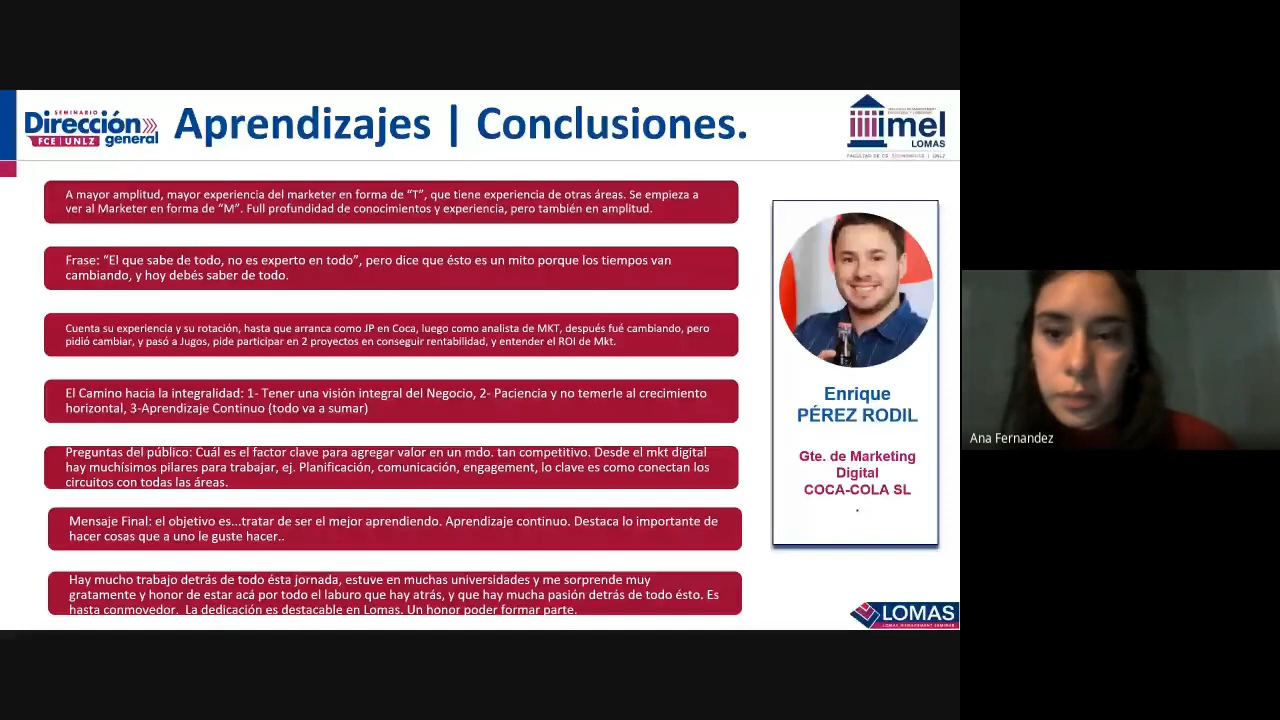 SEMINARIO
Dirección
general
FCE | UNLZ
Aprendizajes | Conclusiones.
imel
LOMAS
A mayor amplitud, mayor experiencia del marketer en forma de “T”, que tiene experiencia de otras áreas. Se empieza a
ver al Marketer en forma de “M”. Full profundidad de conocimientos y experiencia, pero también en amplitud.
Frase: “El que sabe de todo, no es experto en todo”, pero dice que ésto es un mito porque los tiempos van
cambiando, y hoy debés saber de todo.
Cuenta su experiencia y su rotación, hasta que arranca como JP en Coca, luego como analista de MKT, después fué cambiando, pero
pidió cambiar, y pasó a Jugos, pide participar en 2 proyectos en conseguir rentabilidad, y entender el ROI de Mkt.
El Camino hacia la integralidad: 1- Tener una visión integral del Negocio, 2- Paciencia y no temerle al crecimiento
horizontal, 3-Aprendizaje Continuo (todo va a sumar)
Preguntas del público: Cuál es el factor clave para agregar valor en un mdo. tan competitivo. Desde el mkt digital
hay muchísimos pilares para trabajar, ej. Planificación, comunicación, engagement, lo clave es como conectan los
circuitos con todas las áreas.
Mensaje Final: el objetivo es...tratar de ser el mejor aprendiendo. Aprendizaje continuo. Destaca lo importante de
hacer cosas que a uno le guste hacer..
Hay mucho trabajo detrás de todo ésta jornada, estuve en muchas universidades y me sorprende muy
gratamente y honor de estar acá por todo el laburo que hay atrás, y que hay mucha pasión detrás de todo ésto. Es
hasta conmovedor. La dedicación es destacable en Lomas. Un honor poder formar parte.
Enrique
PÉREZ RODIL
Gte. de Marketing
Digital
COCA-COLA SL
.
LOMAS
LOMAS MANAGEMENT SEMINAR
Ana Fernandez